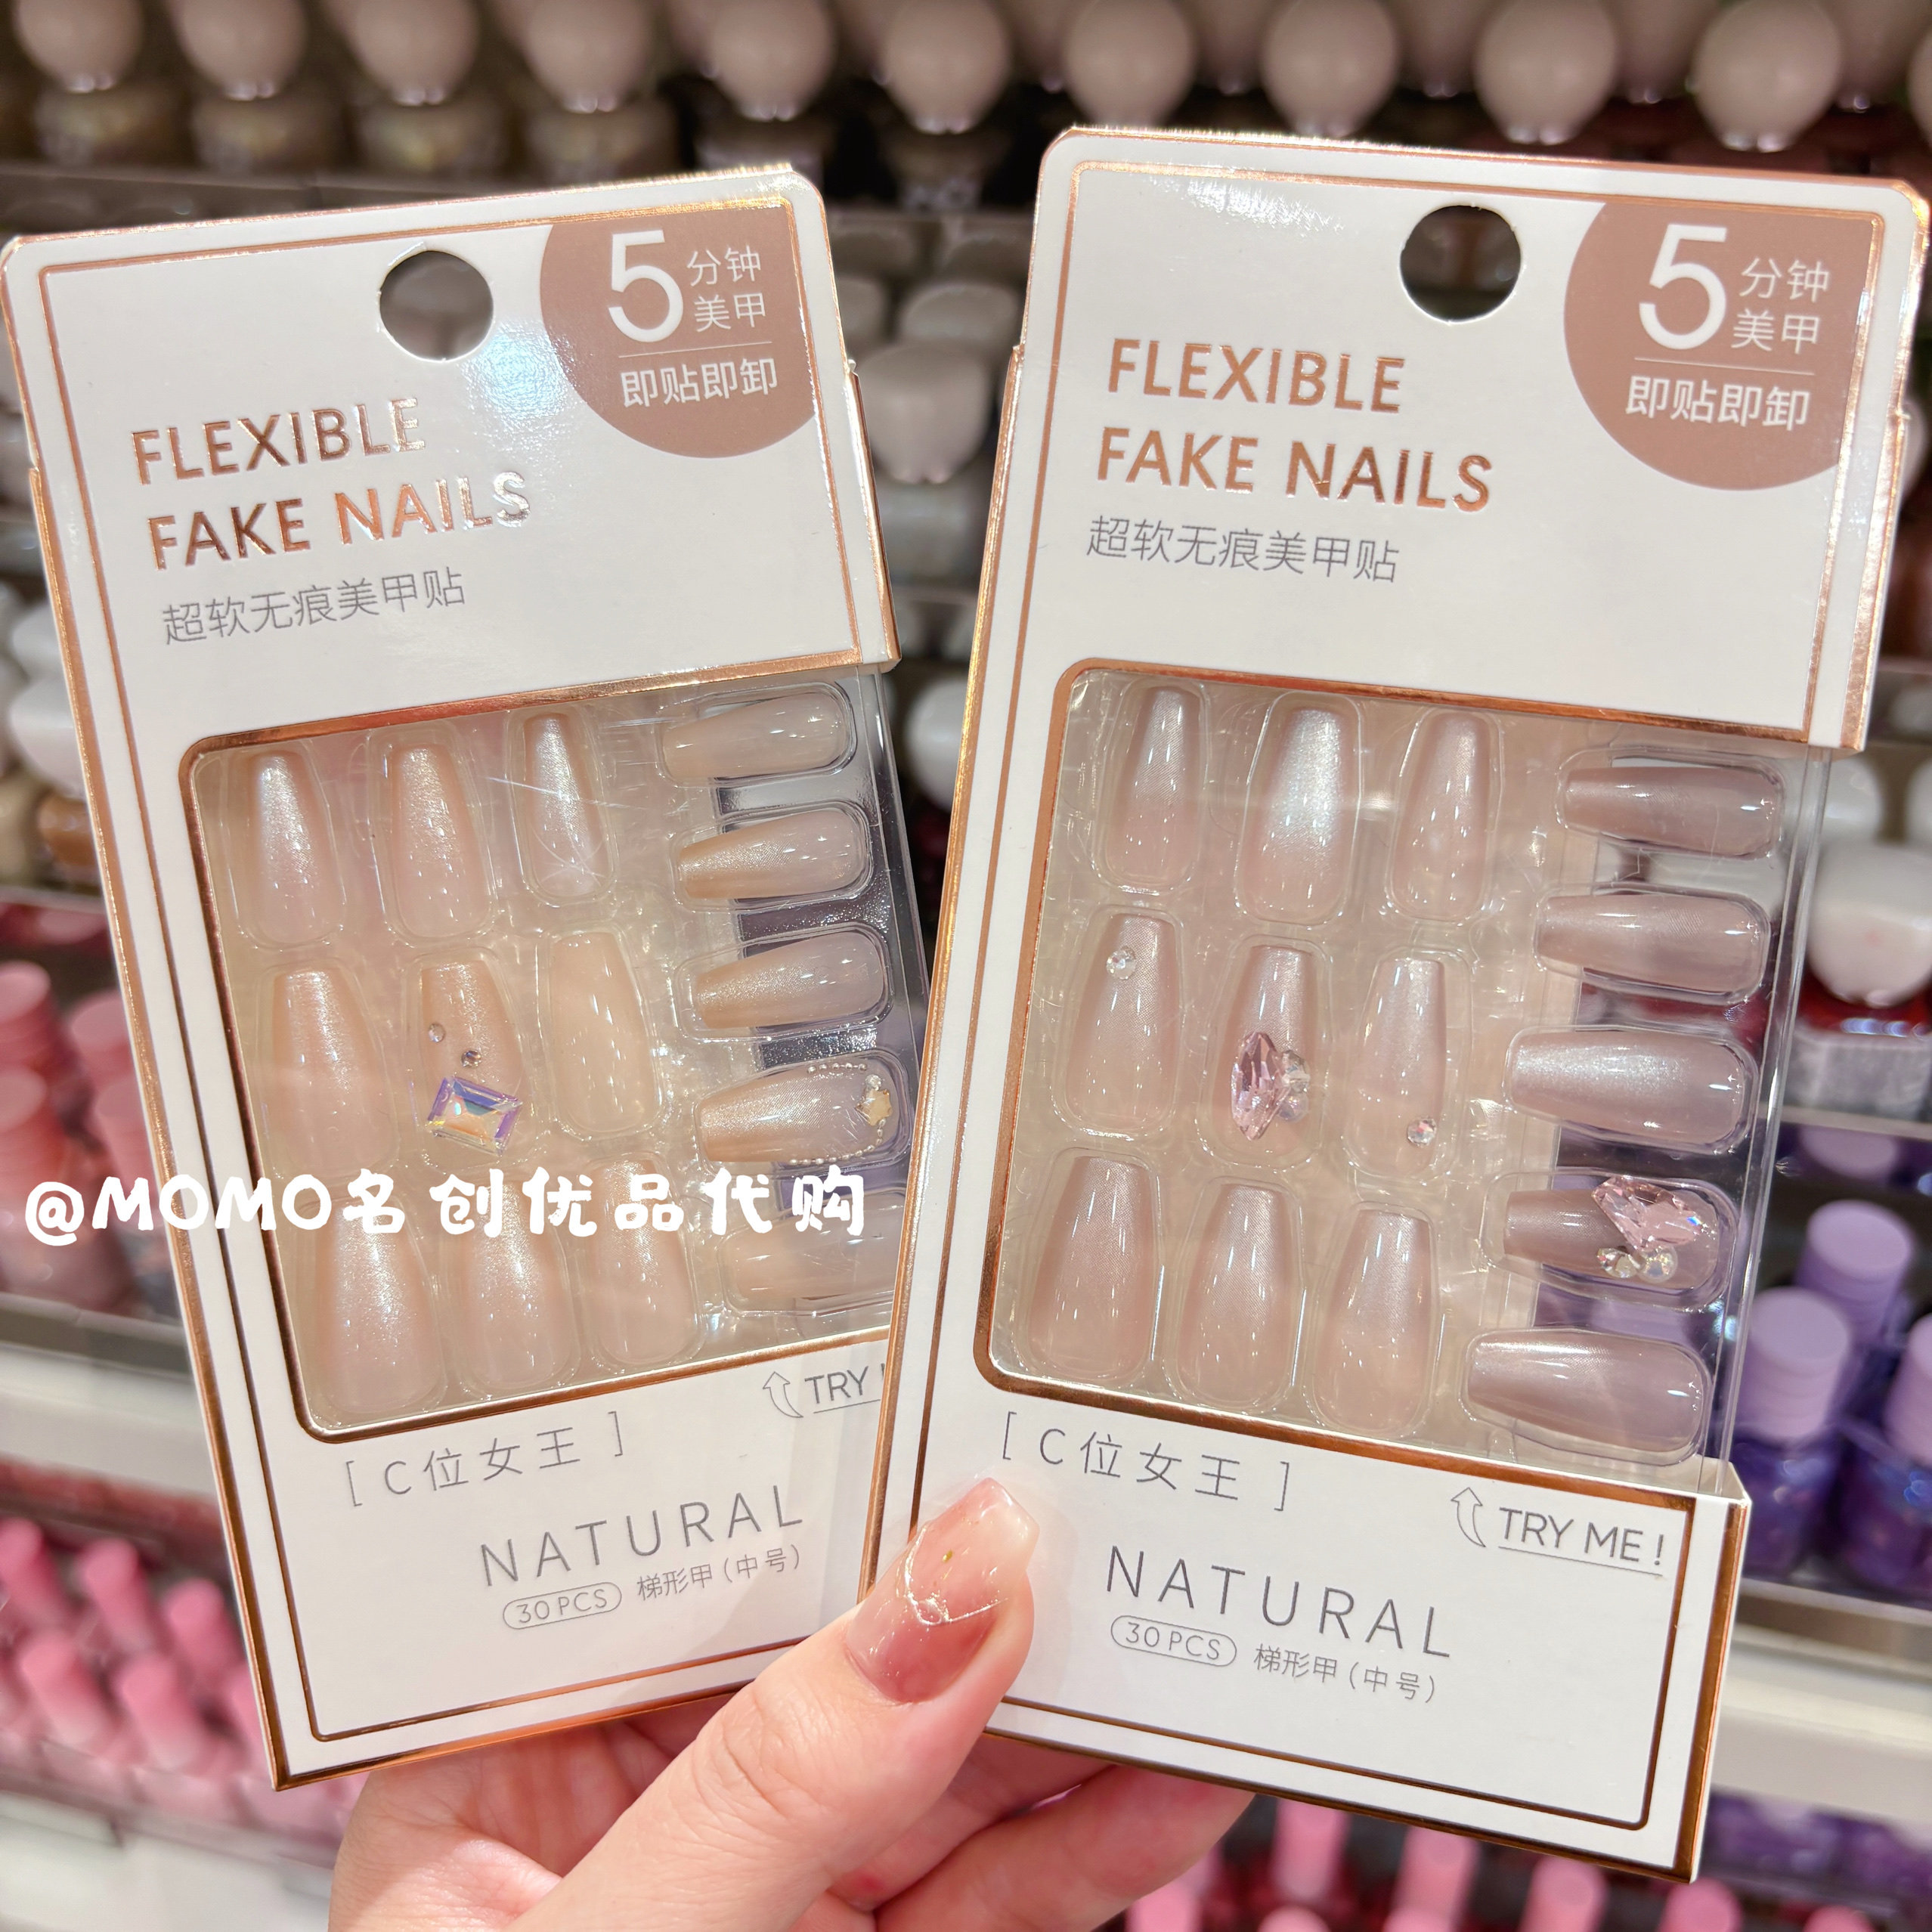 5
分钟
美甲
即贴即卸
FLEXIBLE
FAKE NAILS
超软无痕美甲贴
TRY
[ C位女王 ]
NATURAL
30 PCS 梯形甲 (中号)
5
分钟
美甲
即贴即卸
FLEXIBLE
FAKE NAILS
超软无痕美甲贴
[ C位女王 ]
TRY ME!
NATURAL
30 PCS 梯形甲 (中号)
@MOMO名创优品代购